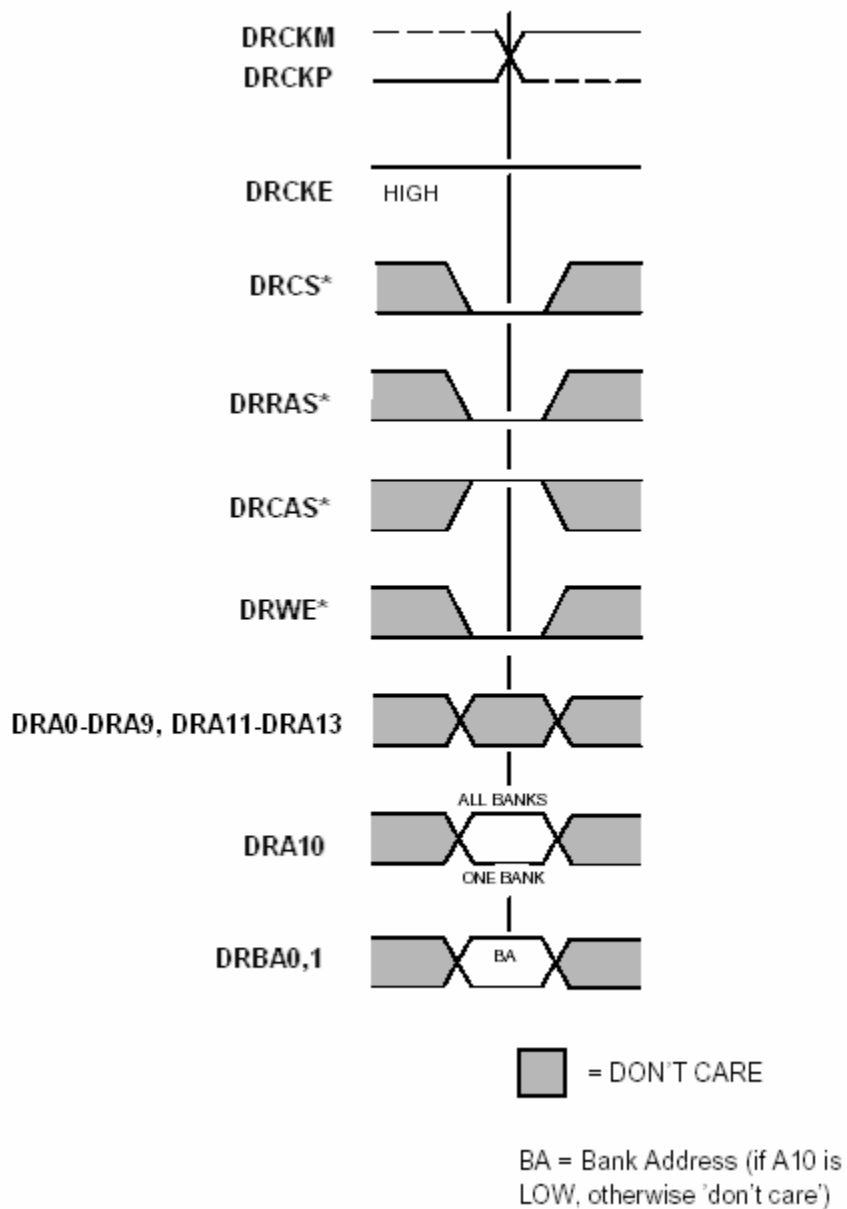 DRCKM
DRCKP
DRCKE HIGH
DRCS*
DRRAS*
DRCAS*
DRWE*
DRA0-DRA9, DRA11-DRA13
ALL BANKS
DRA10
ONE BANK
DRBA0,1 BA
= DON'T CARE
BA = Bank Address (if A10 is
LOW, otherwise 'don't care')